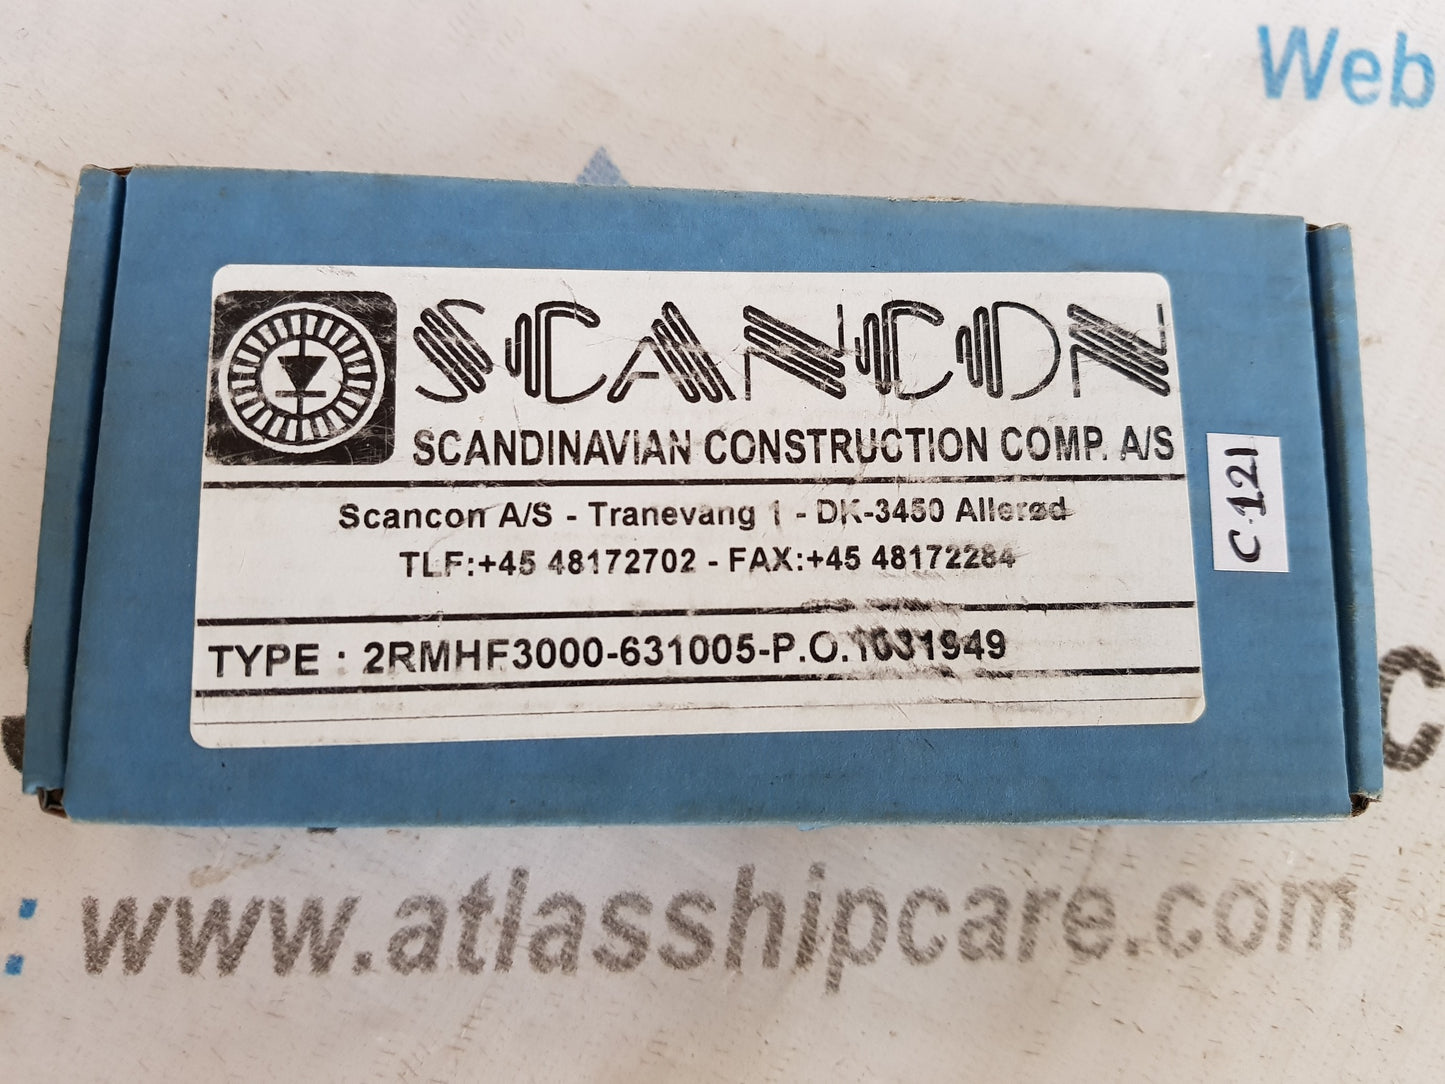 Web
SCANCON
SCANDINAVIAN CONSTRUCTION COMP. A/S
Scancon A/S - Tranevang 1 - DK-3450 Allerød
TLF:+45 48172702 - FAX:+45 48172284
TYPE : 2RMHF3000-631005-P.O.1031949
C-121
: www.atlasshipcare.com